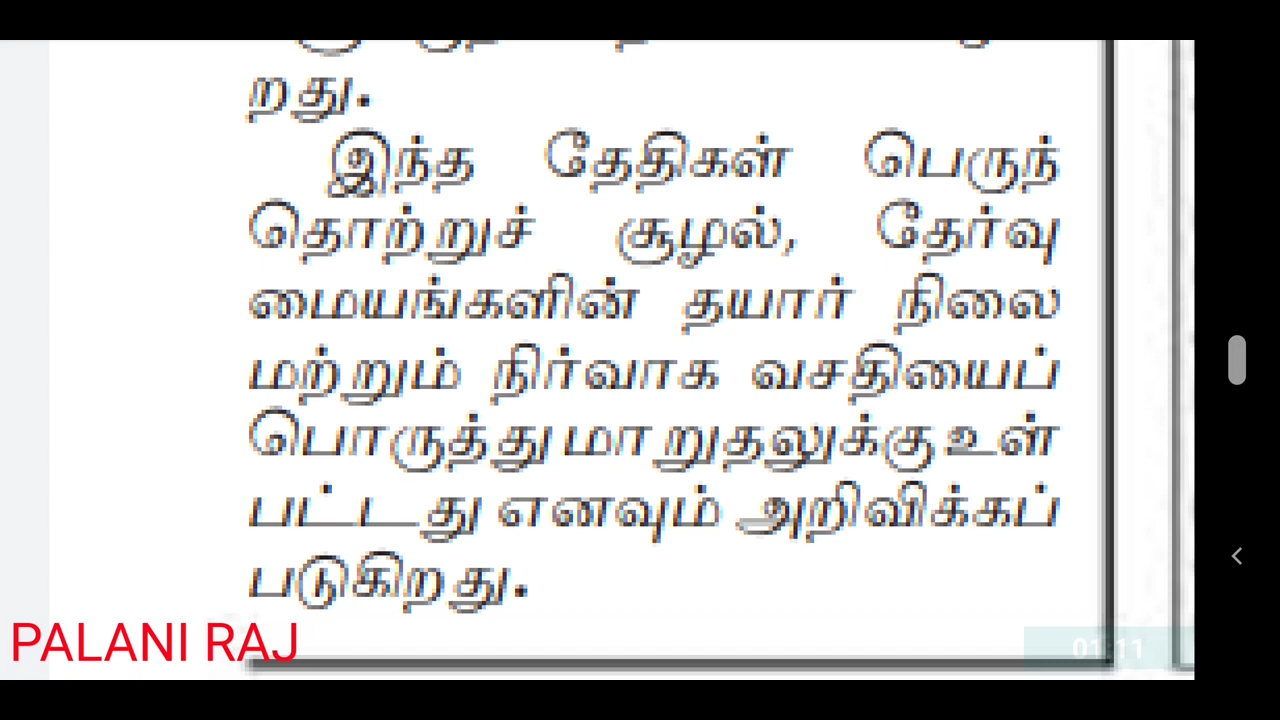 றது.
இந்த தேதிகள் பெருந்
தொற்றுச் சூழல், தேர்வு
மையங்களின் தயார் நிலை
மற்றும் நிர்வாக வசதியைப்
பொருத்து மாறுதலுக்கு உள்
பட்டது எனவும் அறிவிக்கப்
படுகிறது.
PALANI RAJ
01:11